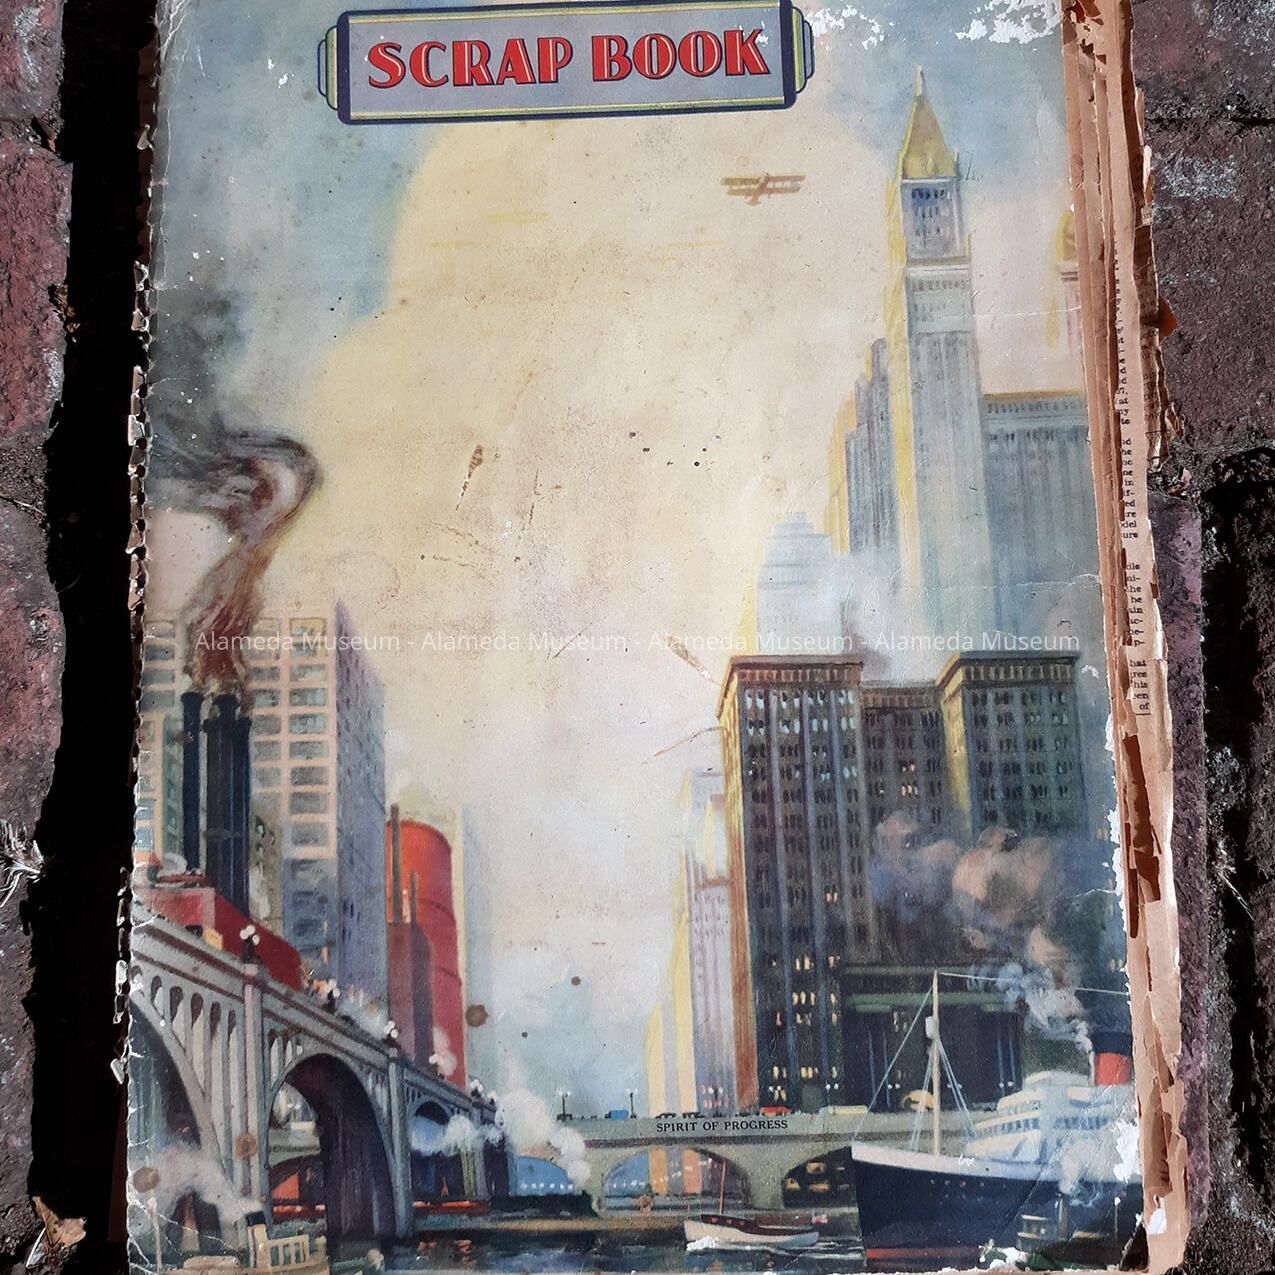 SCRAP BOOK
Alameda Museum - Alameda Museum - Alameda Museum - Alameda Museum
SPIRIT OF PROGRESS